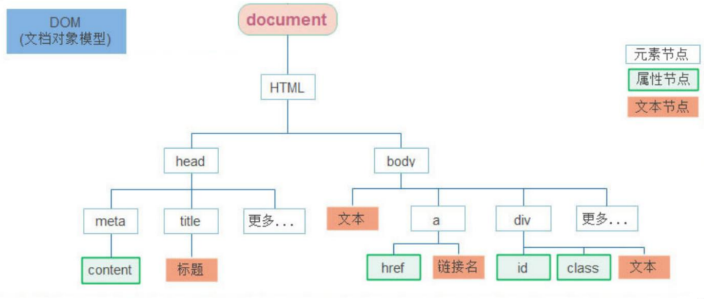 DOM
(文档对象模型)
document
元素节点
属性节点
文本节点
HTML
head
body
meta
title
更多...
文本
a
div
更多...
content
标题
href
链接名
id
class
文本